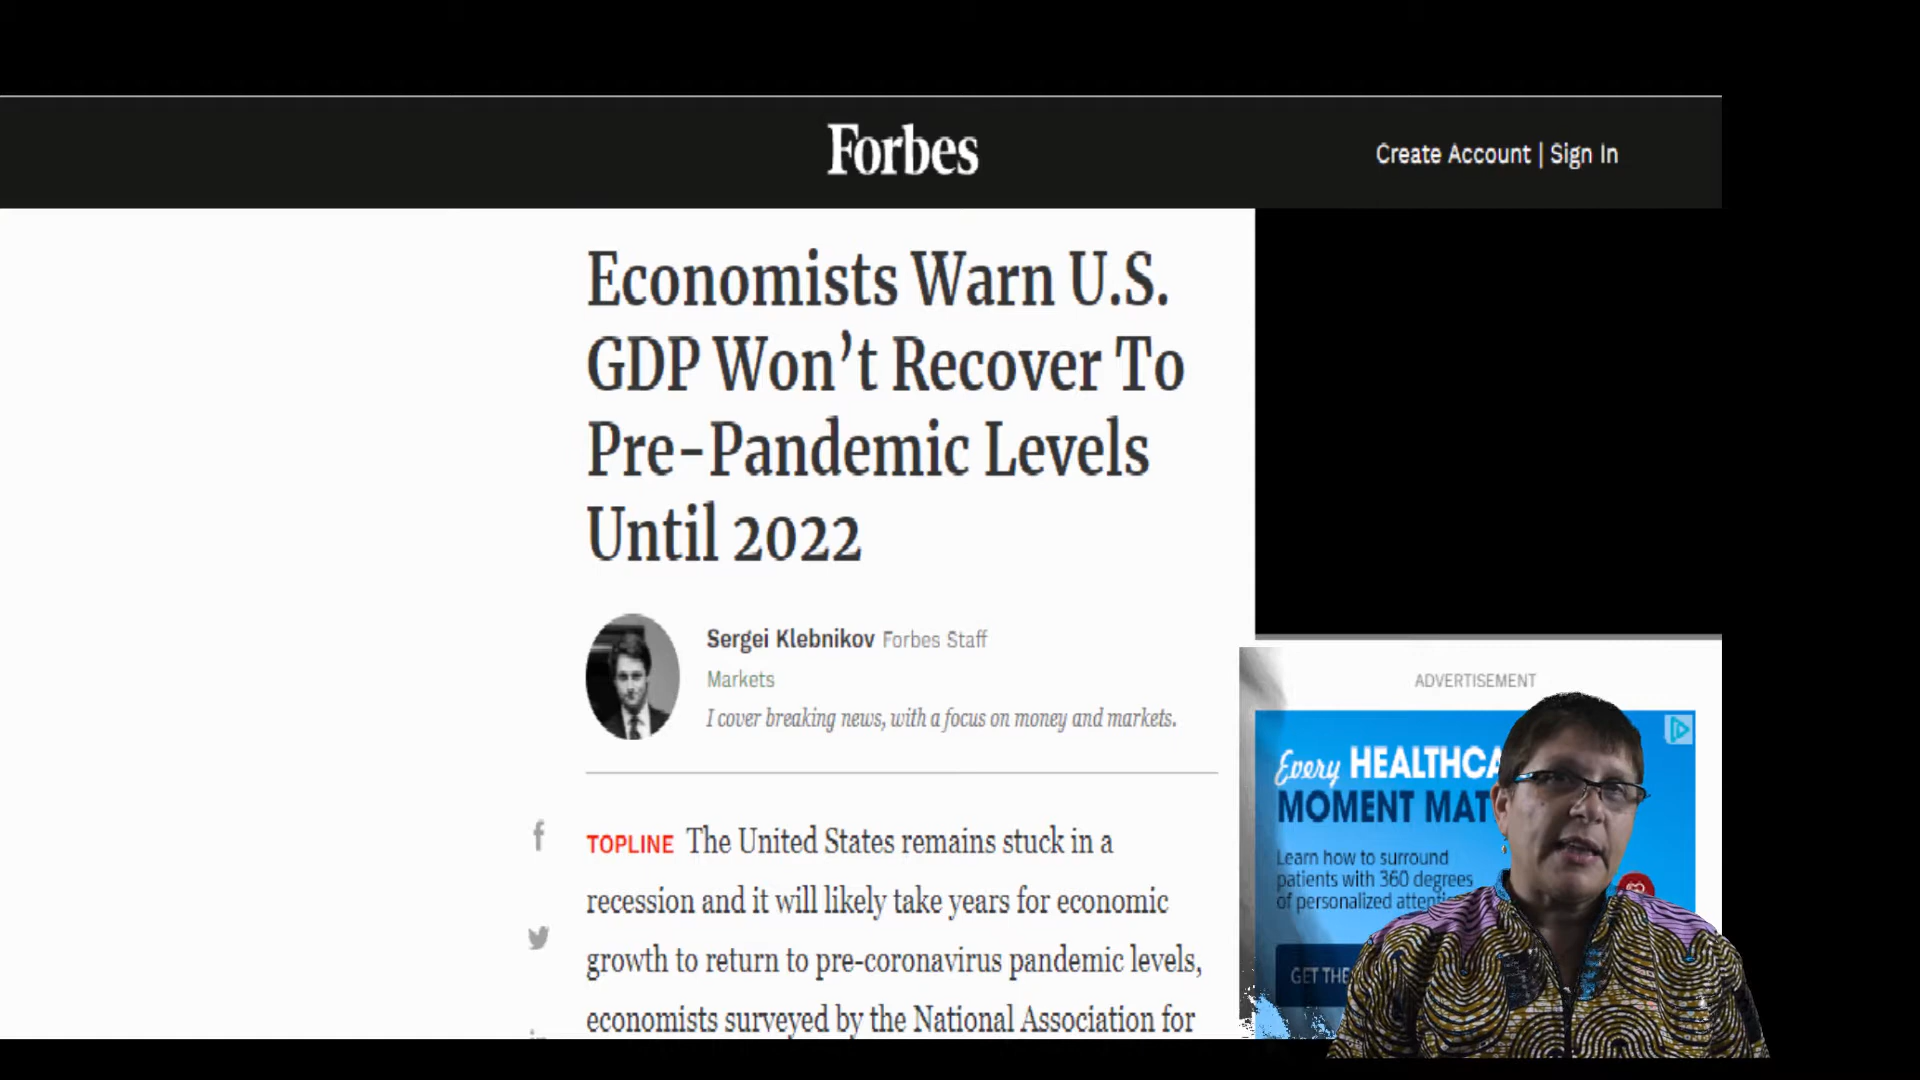 Forbes
Create Account | Sign In
Economists Warn U.S.
GDP Won’t Recover To
Pre-Pandemic Levels
Until 2022
Sergei Klebnikov Forbes Staff
Markets
I cover breaking news, with a focus on money and markets.
TOPLINE The United States remains stuck in a
recession and it will likely take years for economic
growth to return to pre-coronavirus pandemic levels,
economists surveyed by the National Association for
ADVERTISEMENT
Every HEALTHCA
MOMENT MAT
Learn how to surround
patients with 360 degrees
of personalized attenti
GET THE